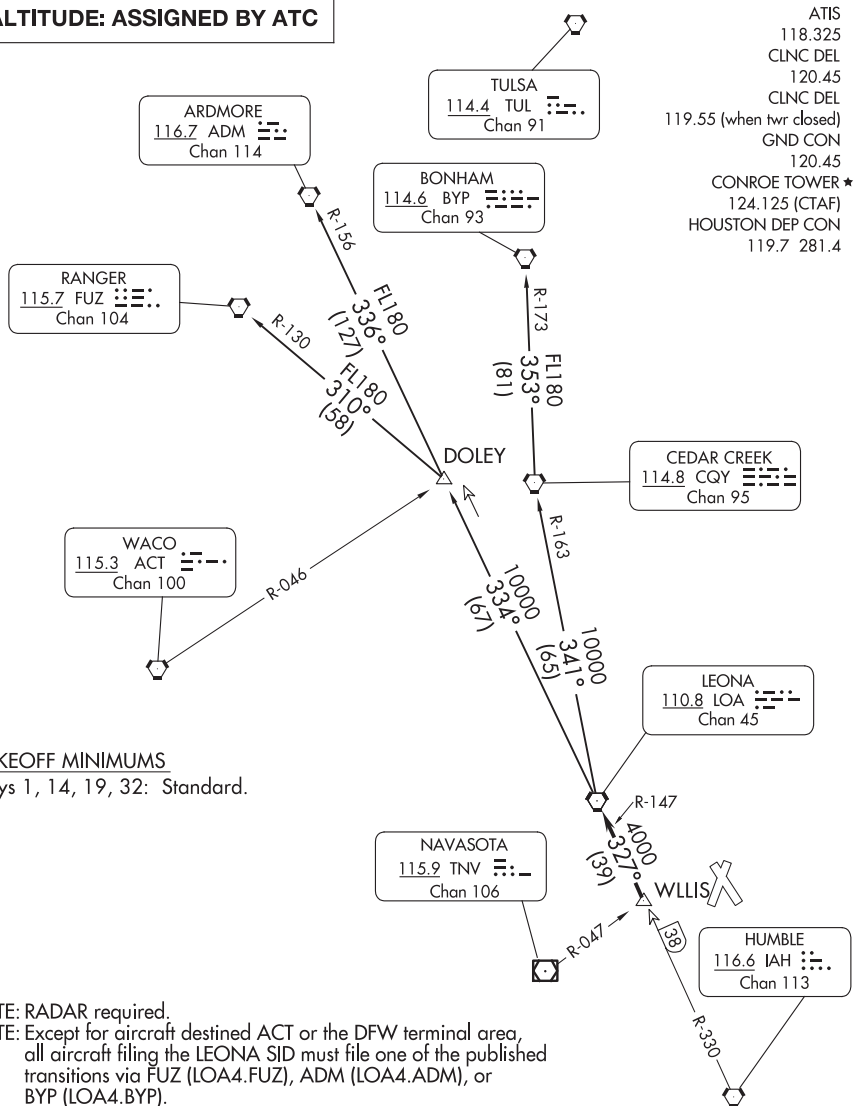 ALTITUDE: ASSIGNED BY ATC
ATIS
118.325
CLNC DEL
120.45
CLNC DEL
119.55 (when twr closed)
GND CON
120.45
CONROE TOWER ★
124.125 (CTAF)
HOUSTON DEP CON
119.7 281.4
TULSA
114.4 TUL
Chan 91
ARDMORE
116.7 ADM
Chan 114
BONHAM
114.6 BYP
Chan 93
RANGER
115.7 FUZ
Chan 104
R-156
R-130
R-173
FL180
336°
(127)
FL180
310°
(58)
FL180
353°
(81)
DOLEY
CEDAR CREEK
114.8 CQY
Chan 95
WACO
115.3 ACT
Chan 100
R-046
R-163
10000
334°
(67)
10000
341°
(65)
LEONA
110.8 LOA
Chan 45
KEOFF MINIMUMS
ys 1, 14, 19, 32: Standard.
R-147
4000
327°
(39)
NAVASOTA
115.9 TNV
Chan 106
WLLIS
R-047
38
HUMBLE
116.6 IAH
Chan 113
R-330
TE: RADAR required.
TE: Except for aircraft destined ACT or the DFW terminal area,
all aircraft filing the LEONA SID must file one of the published
transitions via FUZ (LOA4.FUZ), ADM (LOA4.ADM), or
BYP (LOA4.BYP).